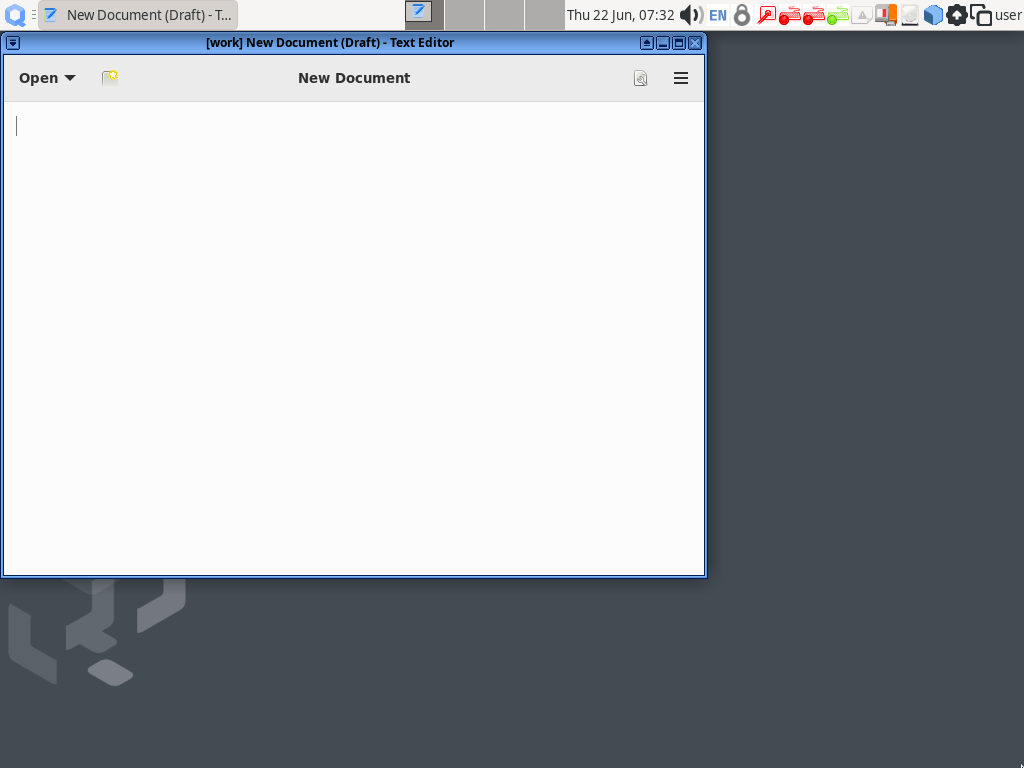 New Document (Draft) - T...
Thu 22 Jun, 07:32
EN
user
[work] New Document (Draft) - Text Editor
Open
New Document